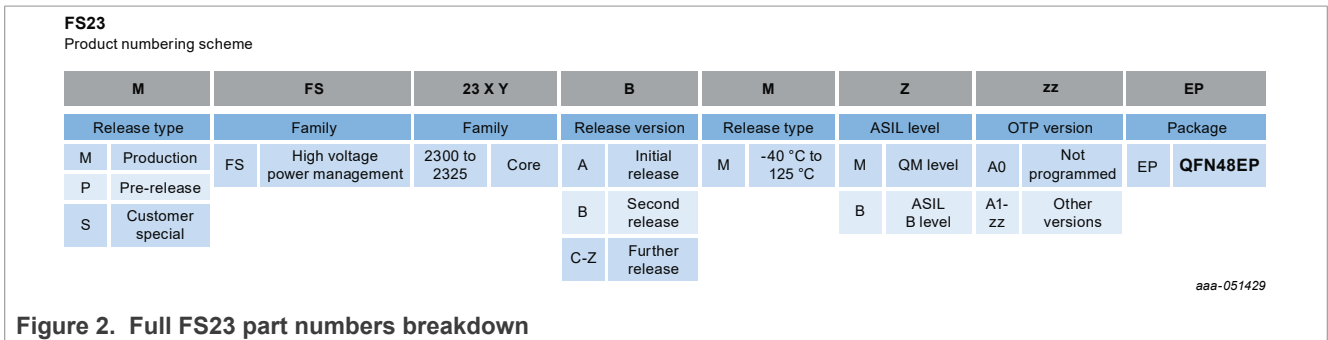 FS23
Product numbering scheme
M FS 23 X Y B M Z zz EP
Release type Family Family Release version Release type ASIL level OTP version Package
M Production FS High voltage power management 2300 to 2325 Core A Initial release M -40 °C to 125 °C M QM level A0 Not programmed EP QFN48EP
P Pre-release
S Customer special
B Second release B ASIL B level A1-zz Other versions
C-Z Further release
aaa-051429
Figure 2. Full FS23 part numbers breakdown